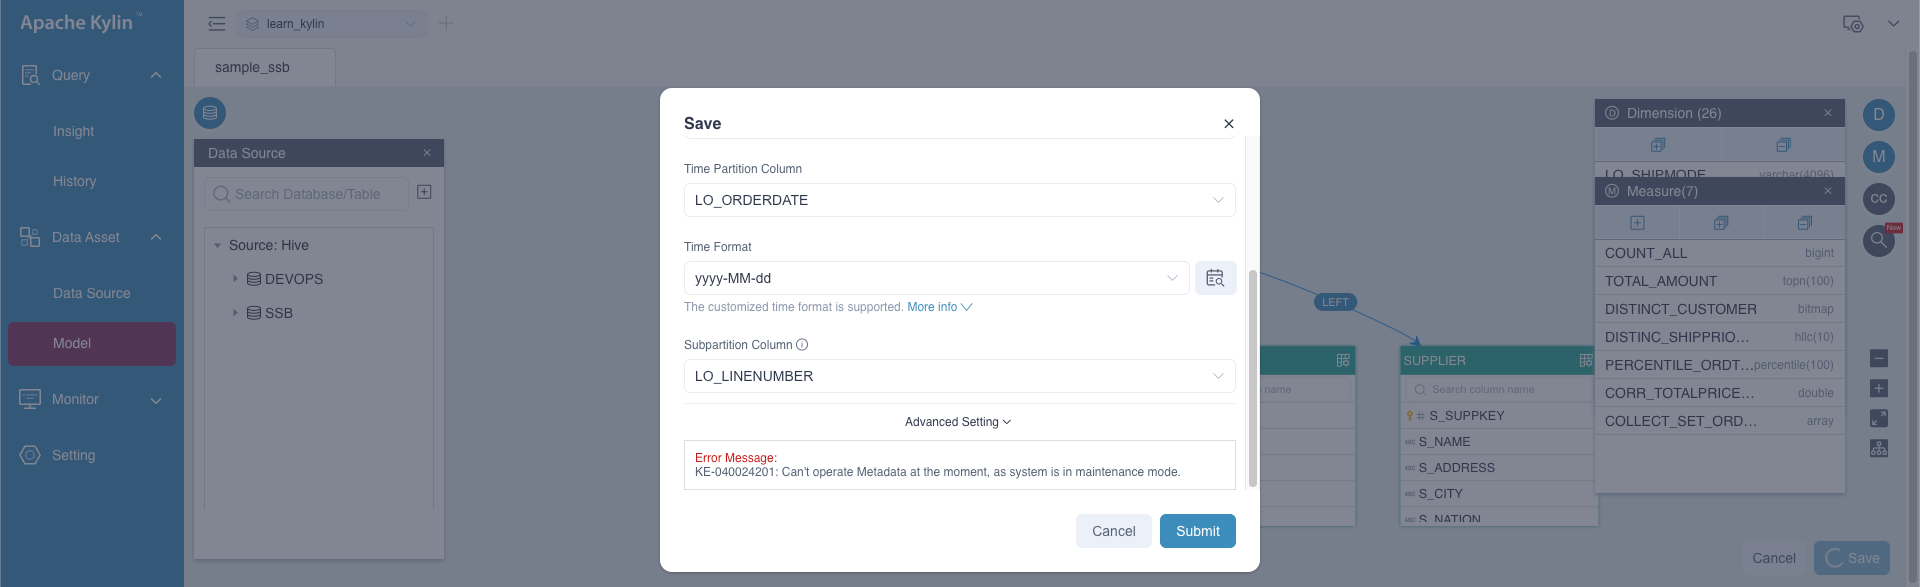 Apache Kylin™
learn_kylin
Query
Insight
History
Data Asset
Data Source
Model
Monitor
Setting
sample_ssb
Data Source
Search Database/Table
Source: Hive
DEVOPS
SSB
Save
Time Partition Column
LO_ORDERDATE
Time Format
yyyy-MM-dd
The customized time format is supported. More info
Subpartition Column
LO_LINENUMBER
Advanced Setting
Error Message:
KE-040024201: Can't operate Metadata at the moment, as system is in maintenance mode.
Cancel
Submit
LEFT
name
SUPPLIER
Search column name
S_SUPPKEY
ABC S_NAME
ABC S_ADDRESS
ABC S_CITY
ABC S_NATION
D Dimension (26)
LO_SHIPMODE varchar(4096)
M Measure(7)
COUNT_ALL bigint
TOTAL_AMOUNT topn(100)
DISTINCT_CUSTOMER bitmap
DISTINC_SHIPPRIO... hllc(10)
PERCENTILE_ORDT... percentile(100)
CORR_TOTALPRICE... double
COLLECT_SET_ORD... array
D
M
CC
New
Cancel
Save